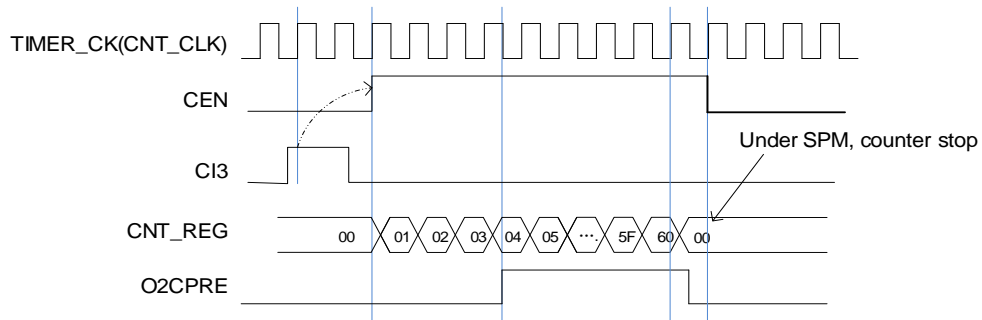 TIMER_CK(CNT_CLK)
CEN
Under SPM, counter stop
CI3
CNT_REG
00 01 02 03 04 05 …. 5F 60 00
O2CPRE